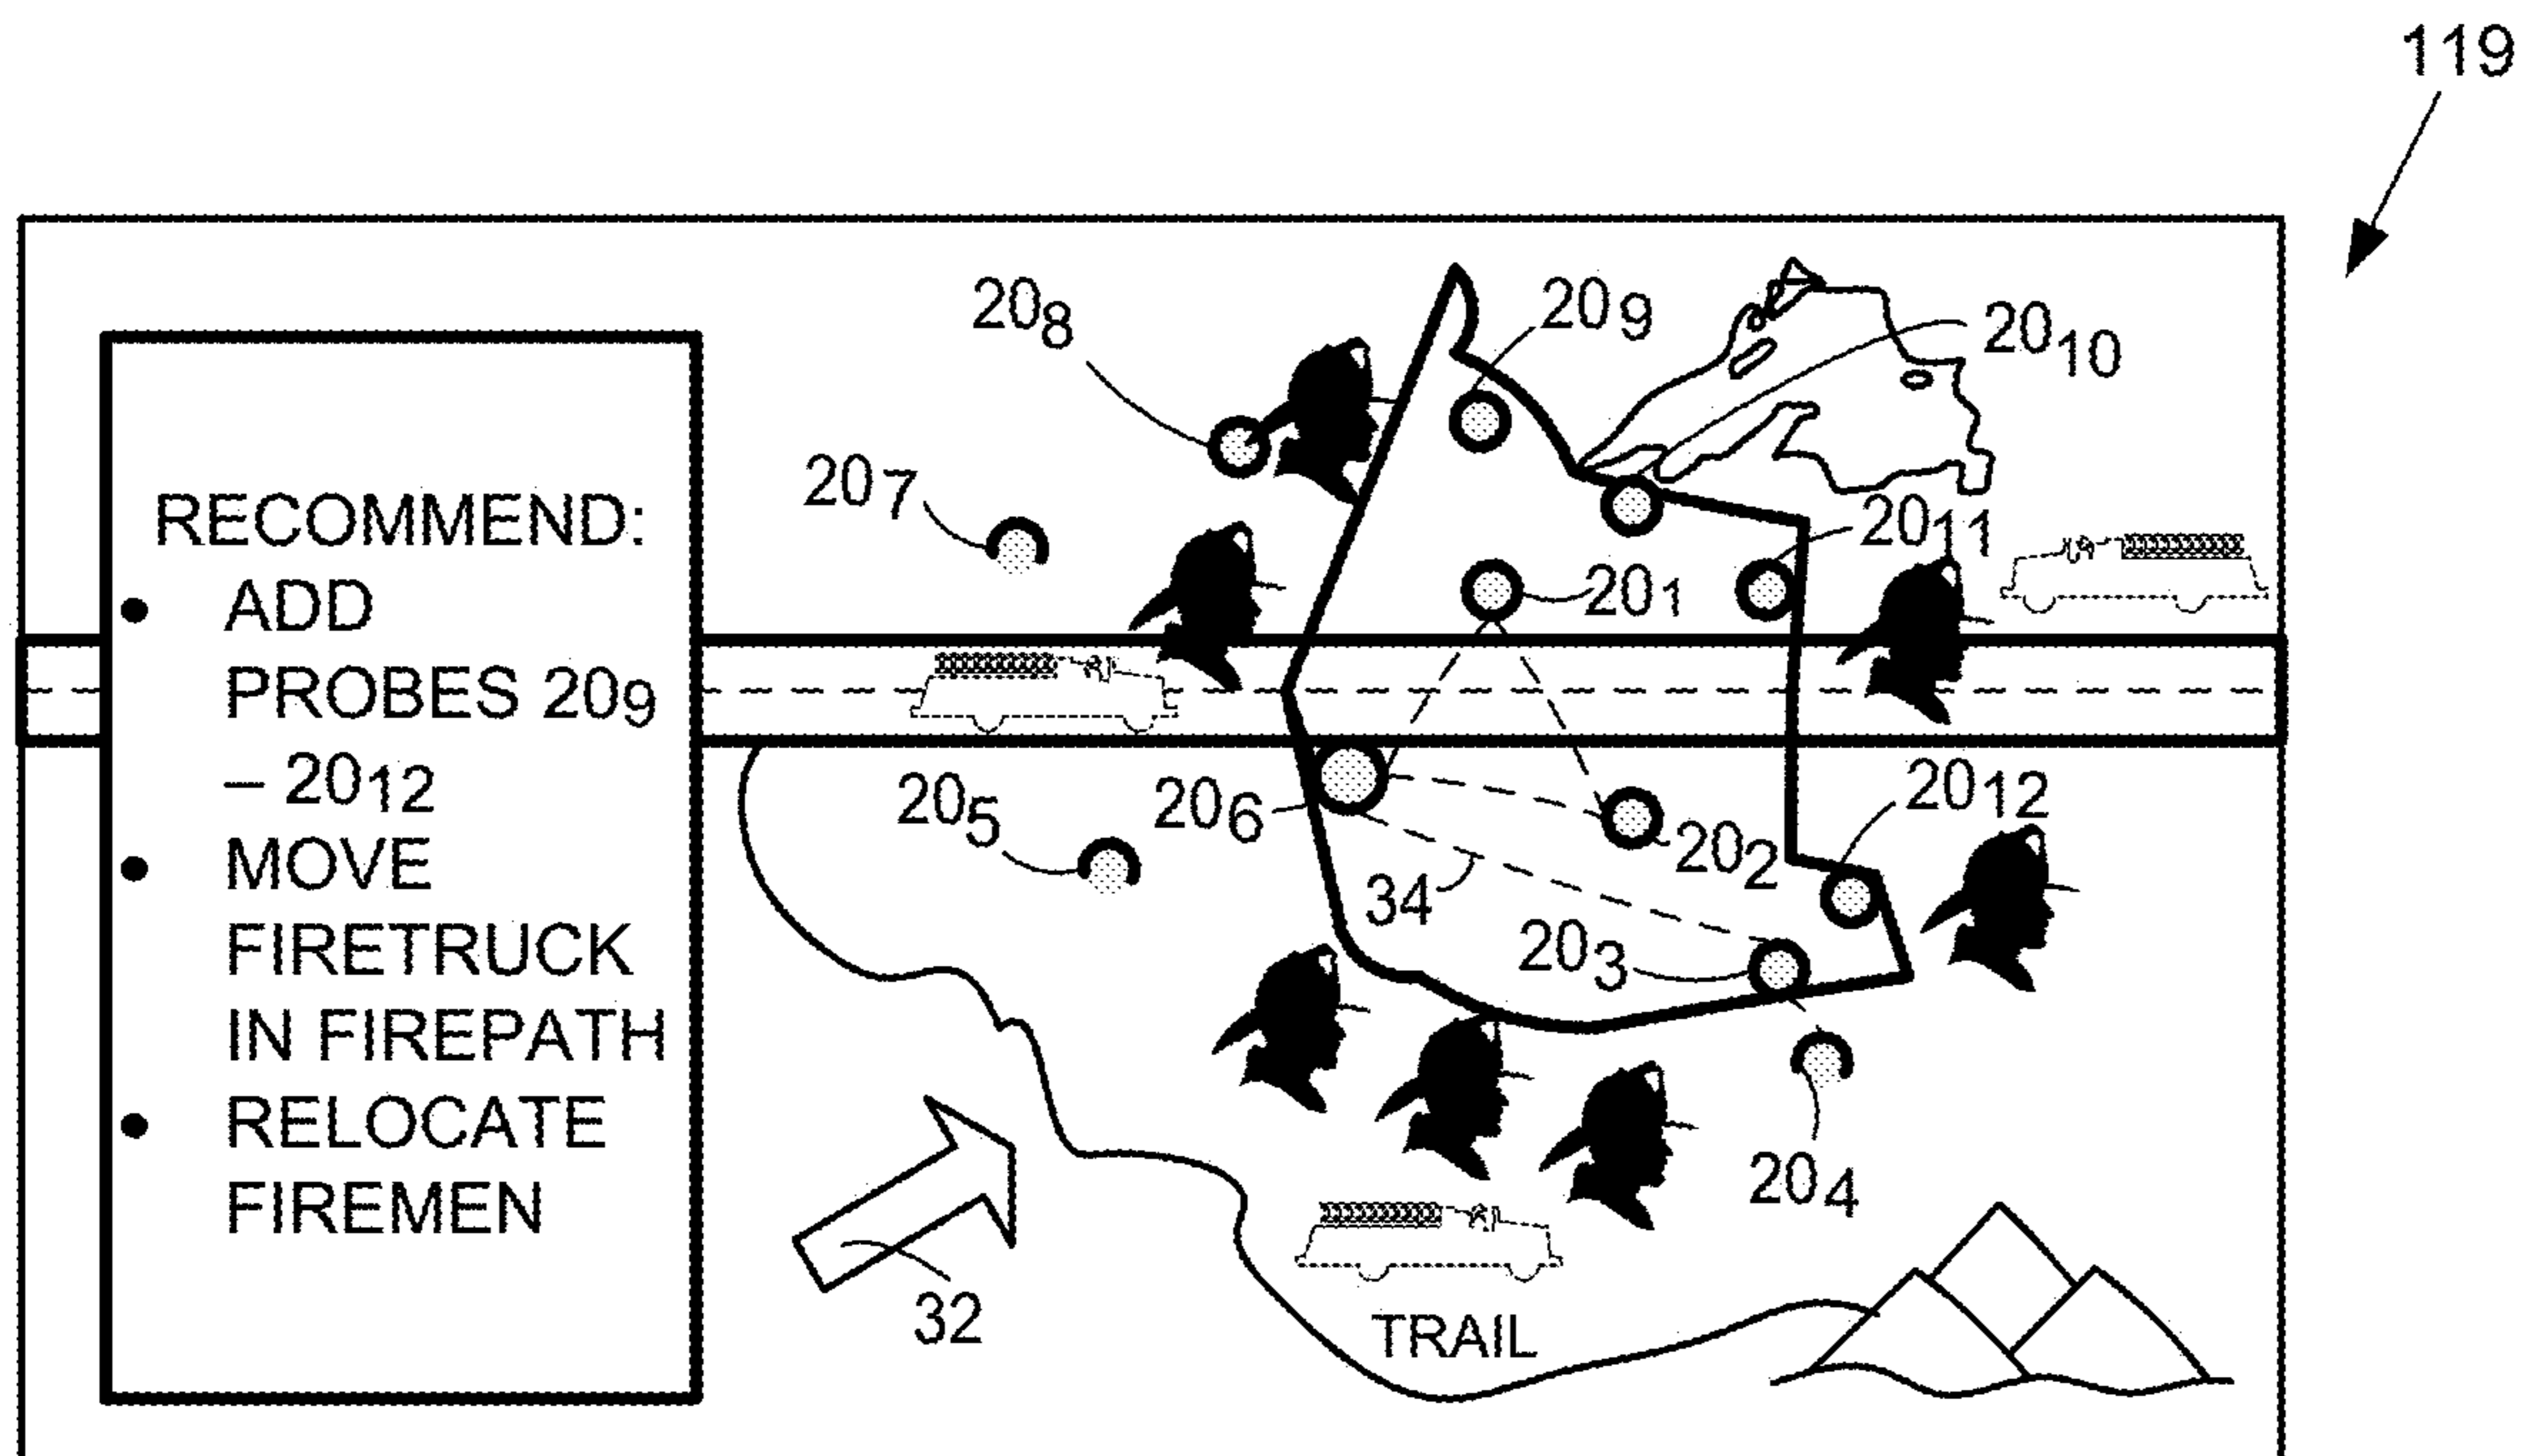 119
RECOMMEND:
• ADD
PROBES 209
– 2012
• MOVE
FIRETRUCK
IN FIREPATH
• RELOCATE
FIREMEN
208
209
2010
207
2011
201
205
206
202
2012
34
203
204
32
TRAIL